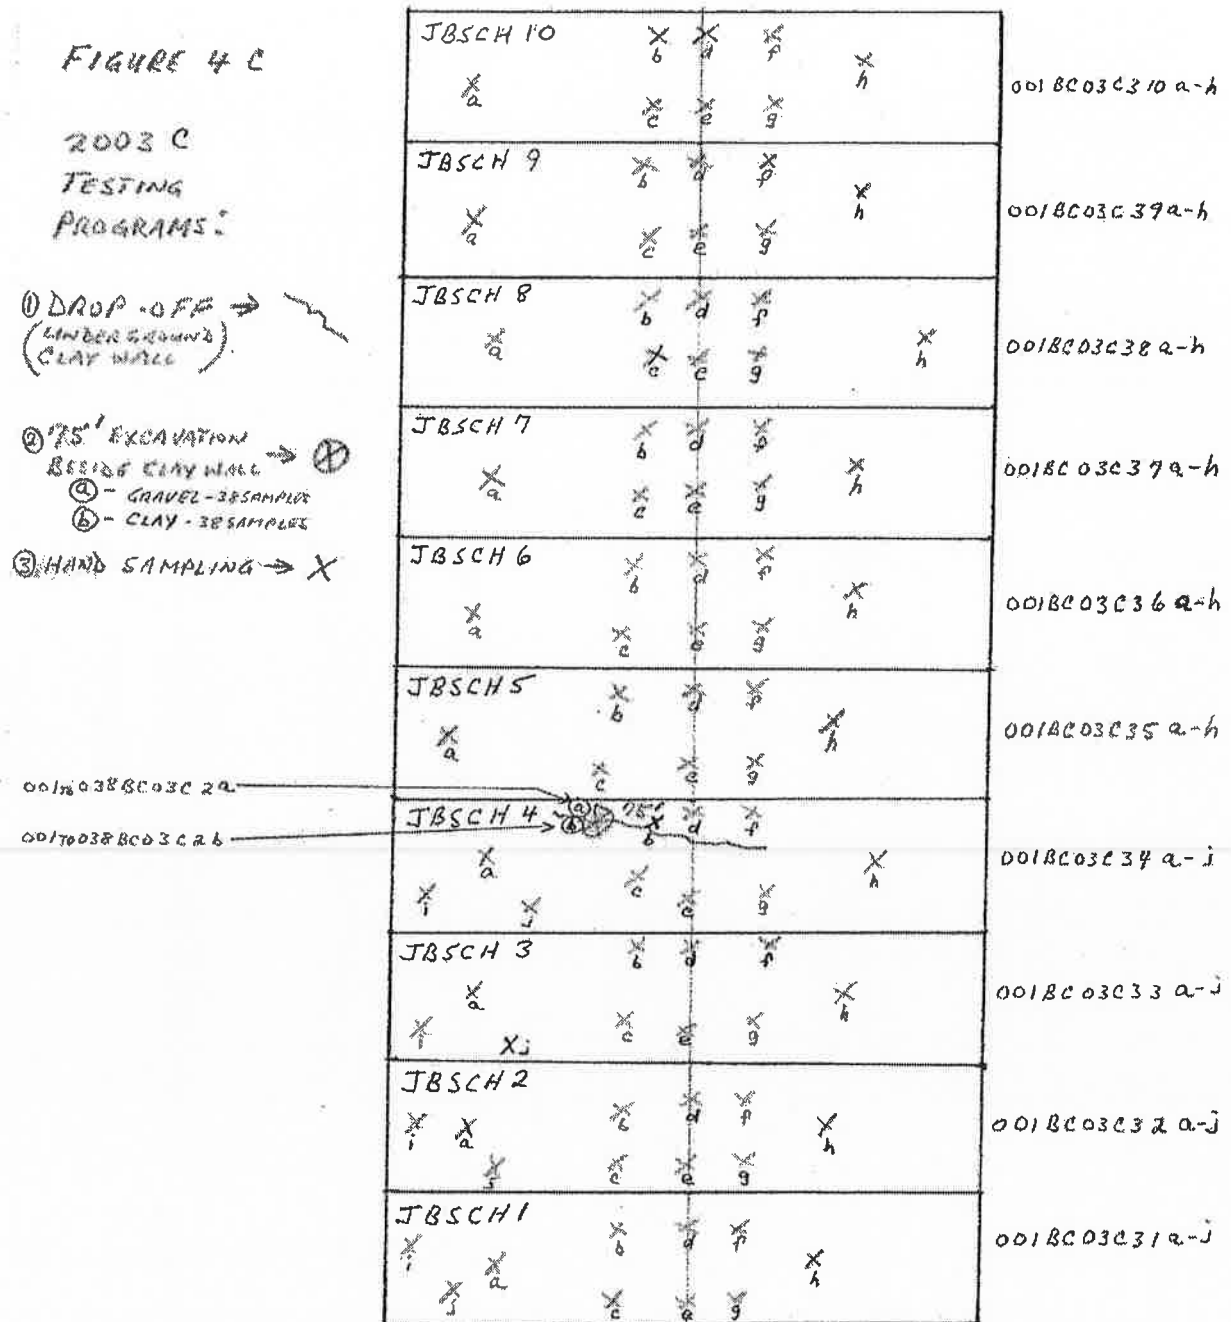 FIGURE 4 C
2003 C
TESTING
PROGRAMS:
① DROP-OFF →
(UNDERGROUND
CLAY WALL)
② 75' EXCAVATION
BESIDE CLAY WALL → ⊗
ⓐ - GRAVEL - 38 SAMPLES
ⓑ - CLAY - 38 SAMPLES
③ HAND SAMPLING → X
JBSCH 10
b d f
h
a
c e g
001BC03C310 a-h
JBSCH 9
b d f
h
a
c e g
001BC03C39 a-h
JBSCH 8
b d f
a
h
c e g
001BC03C38 a-h
JBSCH 7
b d f
a
h
c e g
001BC03C37 a-h
JBSCH 6
b d f
h
a
c e g
001BC03C36 a-h
JBSCH 5
b d f
h
a
c e g
001BC03C35 a-h
001TO038BC03C2a
001TO038BC03C2b
JBSCH 4
ⓐ 75'
ⓑ
b d f
a
h
c e g
i j
001BC03C34 a-j
JBSCH 3
b d f
a
h
i
c e g
j
001BC03C33 a-j
JBSCH 2
b d f
i a
h
j
c e g
001BC03C32 a-j
JBSCH 1
b d f
i
a
h
j
c e g
001BC03C31 a-j